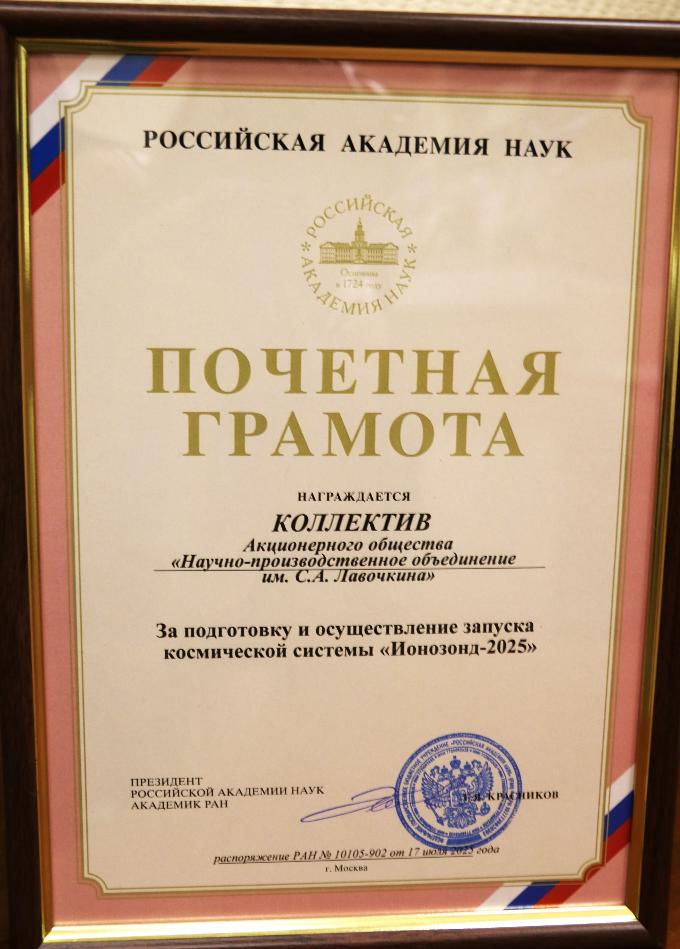 РОССИЙСКАЯ АКАДЕМИЯ НАУК
РОССИЙСКАЯ
АКАДЕМИЯ НАУК
Основана
в 1724 году
ПОЧЕТНАЯ
ГРАМОТА
НАГРАЖДАЕТСЯ
КОЛЛЕКТИВ
Акционерного общества
«Научно-производственное объединение
им. С.А. Лавочкина»
За подготовку и осуществление запуска
космической системы «Ионозонд-2025»
ПРЕЗИДЕНТ
РОССИЙСКОЙ АКАДЕМИИ НАУК
АКАДЕМИК РАН
Г.Я. КРАСНИКОВ
распоряжение РАН № 10105-902 от 17 июля 2025 года
г. Москва